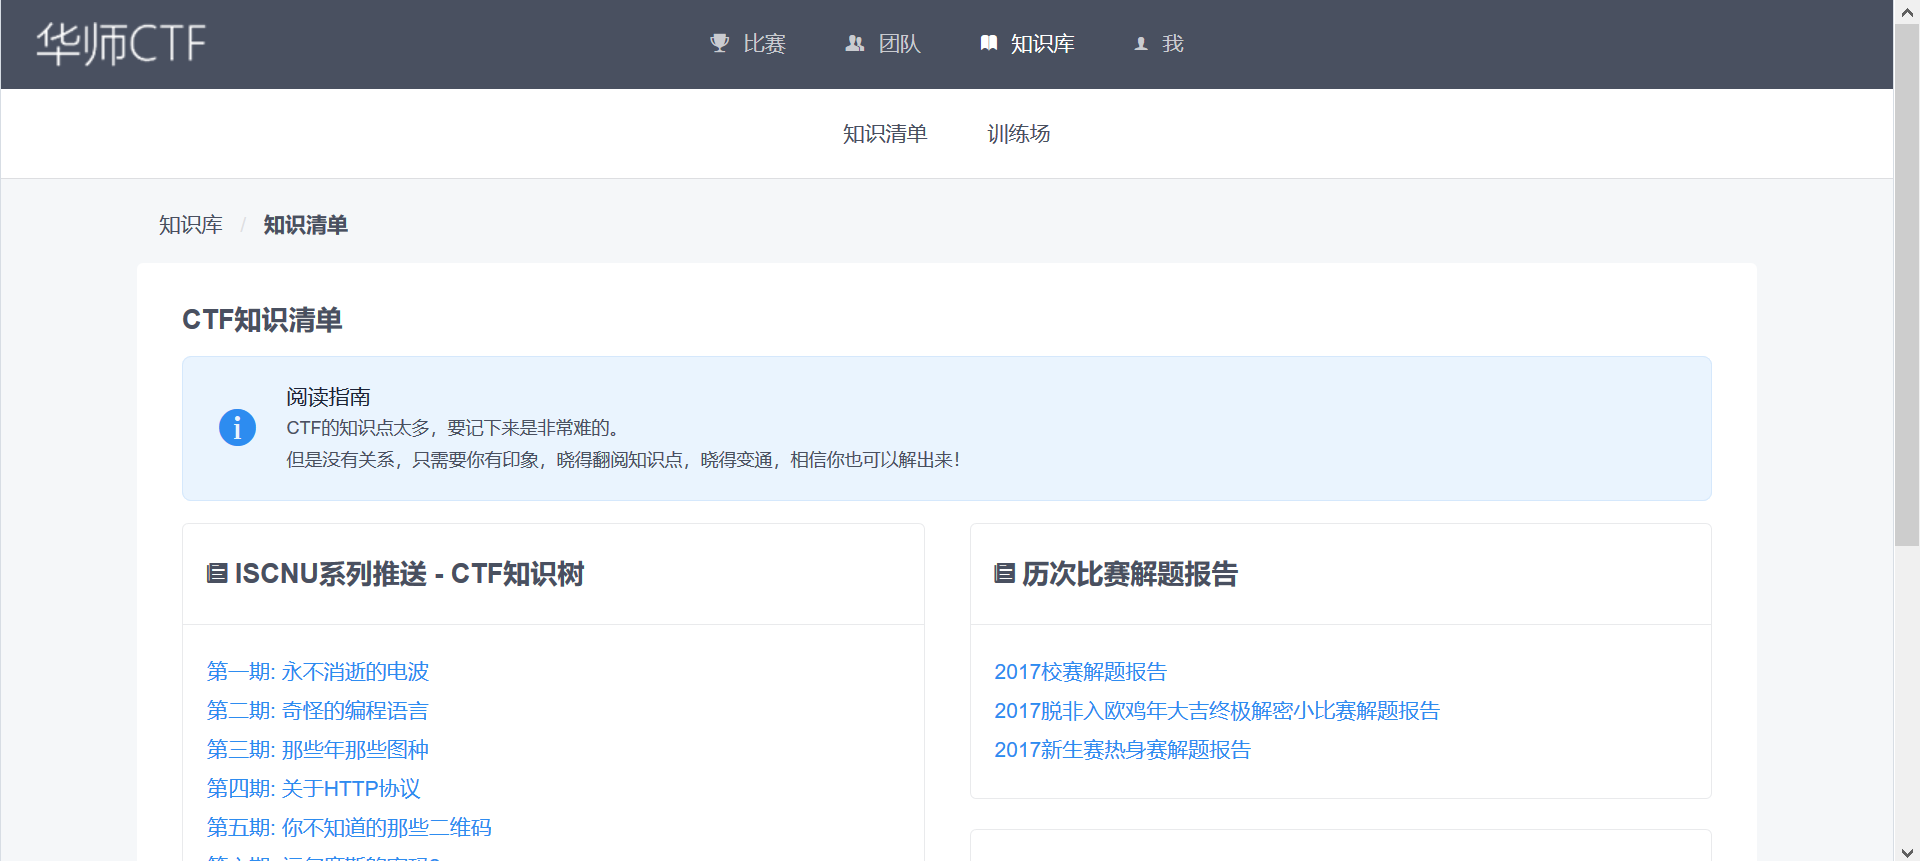 华师CTF
比赛 团队 知识库 我
知识清单 训练场
知识库 / 知识清单
CTF知识清单
阅读指南
CTF的知识点太多，要记下来是非常难的。
但是没有关系，只需要你有印象，晓得翻阅知识点，晓得变通，相信你也可以解出来！
ISCNU系列推送 - CTF知识树
第一期: 永不消逝的电波
第二期: 奇怪的编程语言
第三期: 那些年那些图种
第四期: 关于HTTP协议
第五期: 你不知道的那些二维码
历次比赛解题报告
2017校赛解题报告
2017脱非入欧鸡年大吉终极解密小比赛解题报告
2017新生赛热身赛解题报告